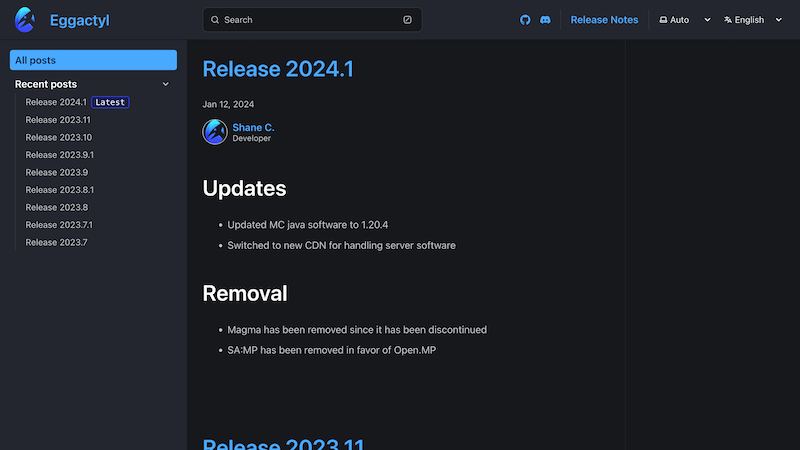 Eggactyl
Search
Release Notes
Auto
English
All posts
Recent posts
Release 2024.1 Latest
Release 2023.11
Release 2023.10
Release 2023.9.1
Release 2023.9
Release 2023.8.1
Release 2023.8
Release 2023.7.1
Release 2023.7
Release 2024.1
Jan 12, 2024
Shane C.
Developer
Updates
• Updated MC java software to 1.20.4
• Switched to new CDN for handling server software
Removal
• Magma has been removed since it has been discontinued
• SA:MP has been removed in favor of Open.MP
Release 2023.11